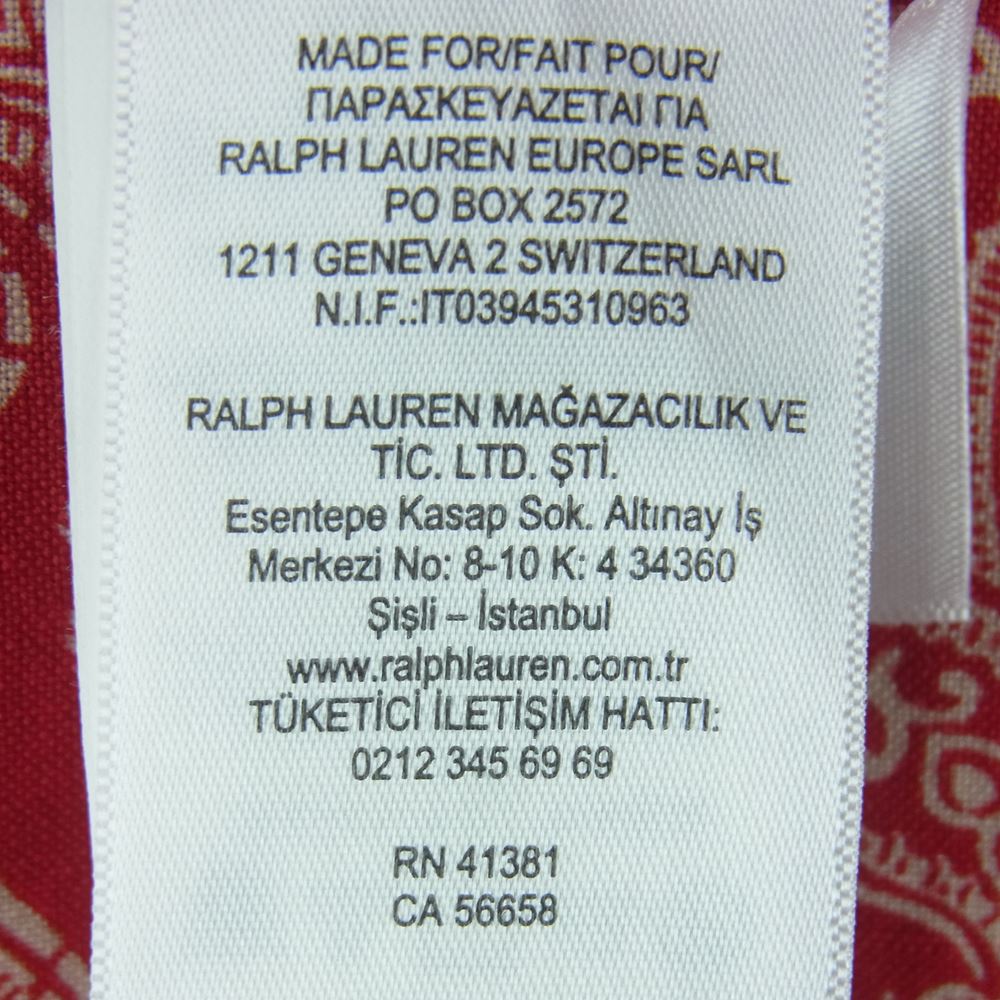 MADE FOR/FAIT POUR/
ΠΑΡΑΣΚΕΥΑΖΕΤΑΙ ΓΙΑ
RALPH LAUREN EUROPE SARL
PO BOX 2572
1211 GENEVA 2 SWITZERLAND
N.I.F.:IT03945310963
RALPH LAUREN MAĞAZACILIK VE
TİC. LTD. ŞTİ.
Esentepe Kasap Sok. Altınay İş
Merkezi No: 8-10 K: 4 34360
Şişli – İstanbul
www.ralphlauren.com.tr
TÜKETİCİ İLETİŞİM HATTI:
0212 345 69 69
RN 41381
CA 56658